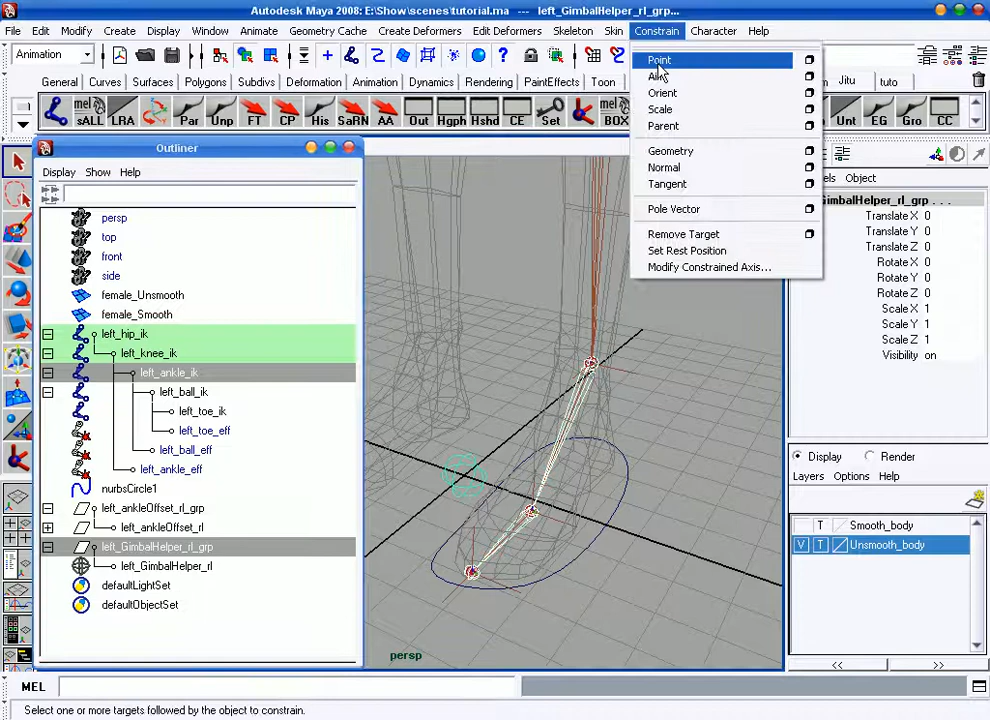 Autodesk Maya 2008: E:\Show\scenes\tutorial.ma --- left_GimbalHelper_rl_grp...
File Edit Modify Create Display Window Animate Geometry Cache Create Deformers Edit Deformers Skeleton Skin Constrain Character Help
Animation
General Curves Surfaces Polygons Subdivs Deformation Animation Dynamics Rendering PaintEffects Toon Jitu tuto
mel sALL LRA Par Unp FT CP His SaRN AA Out Hgph Hshd CE Set mel BOX Unt EG Gro CC
Point
Aim
Orient
Scale
Parent
Geometry
Normal
Tangent
Pole Vector
Remove Target
Set Rest Position
Modify Constrained Axis...
Outliner
Display Show Help
persp
top
front
side
female_Unsmooth
female_Smooth
left_hip_ik
left_knee_ik
left_ankle_ik
left_ball_ik
left_toe_ik
left_toe_eff
left_ball_eff
left_ankle_eff
nurbsCircle1
left_ankleOffset_rl_grp
left_ankleOffset_rl
left_GimbalHelper_rl_grp
left_GimbalHelper_rl
defaultLightSet
defaultObjectSet
persp
els Object
GimbalHelper_rl_grp . . .
Translate X 0
Translate Y 0
Translate Z 0
Rotate X 0
Rotate Y 0
Rotate Z 0
Scale X 1
Scale Y 1
Scale Z 1
Visibility on
Display Render
Layers Options Help
T Smooth_body
V T Unsmooth_body
<< >>
MEL
Select one or more targets followed by the object to constrain.